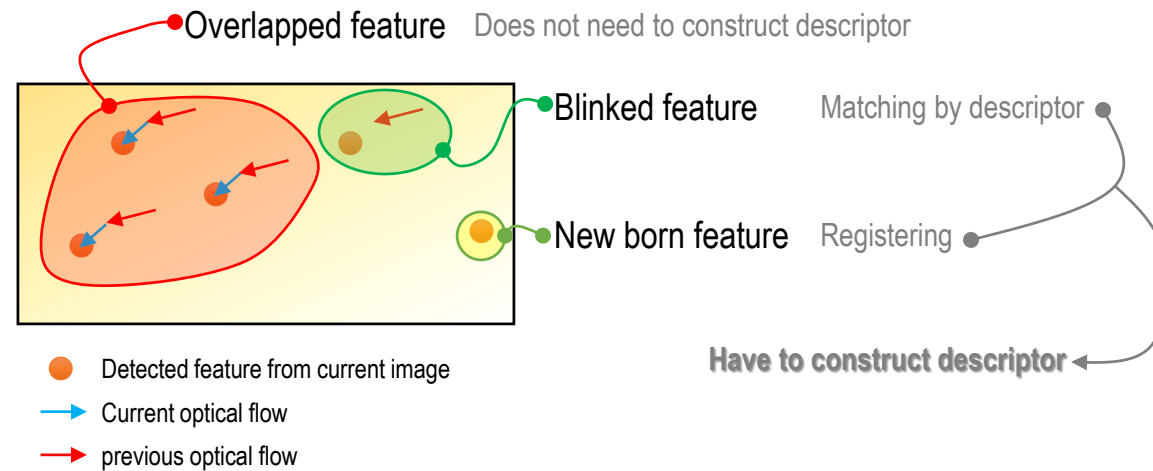 Overlapped feature Does not need to construct descriptor
Blinked feature Matching by descriptor
New born feature Registering
Have to construct descriptor
Detected feature from current image
Current optical flow
previous optical flow